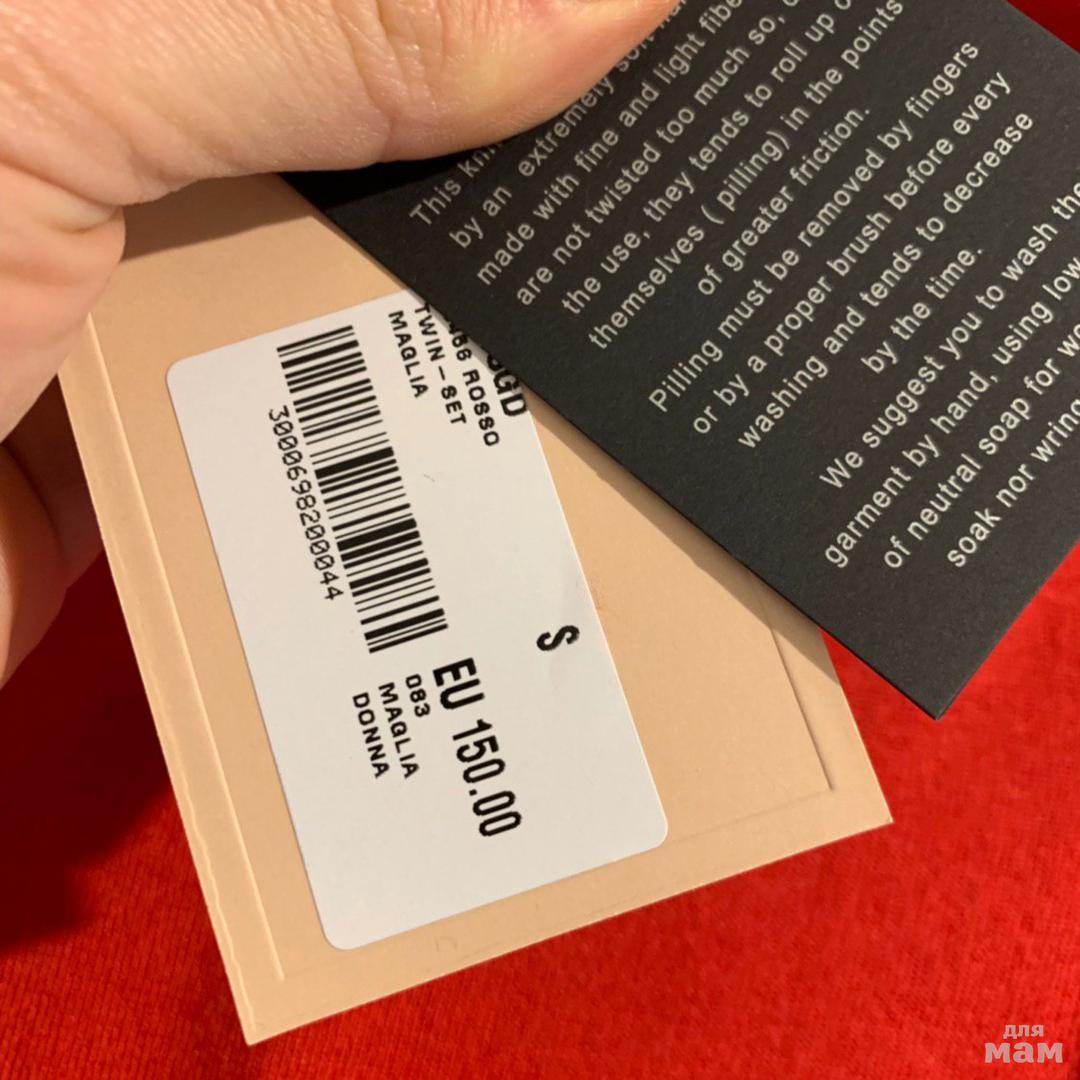 This
by an extremely
made with fine and light
are not twisted too much so,
the use, they tends to roll up
themselves ( pilling) in the points
of greater friction.
Pilling must be removed by fingers
or by a proper brush before every
washing and tends to decrease
by the time.
We suggest you to wash the
garment by hand, using low
of neutral soap for
soak nor wring
GD
466 ROSSO
TWIN-SET
MAGLIA
3000698200044
S
EU 150.00
083
MAGLIA
DONNA
для
мам